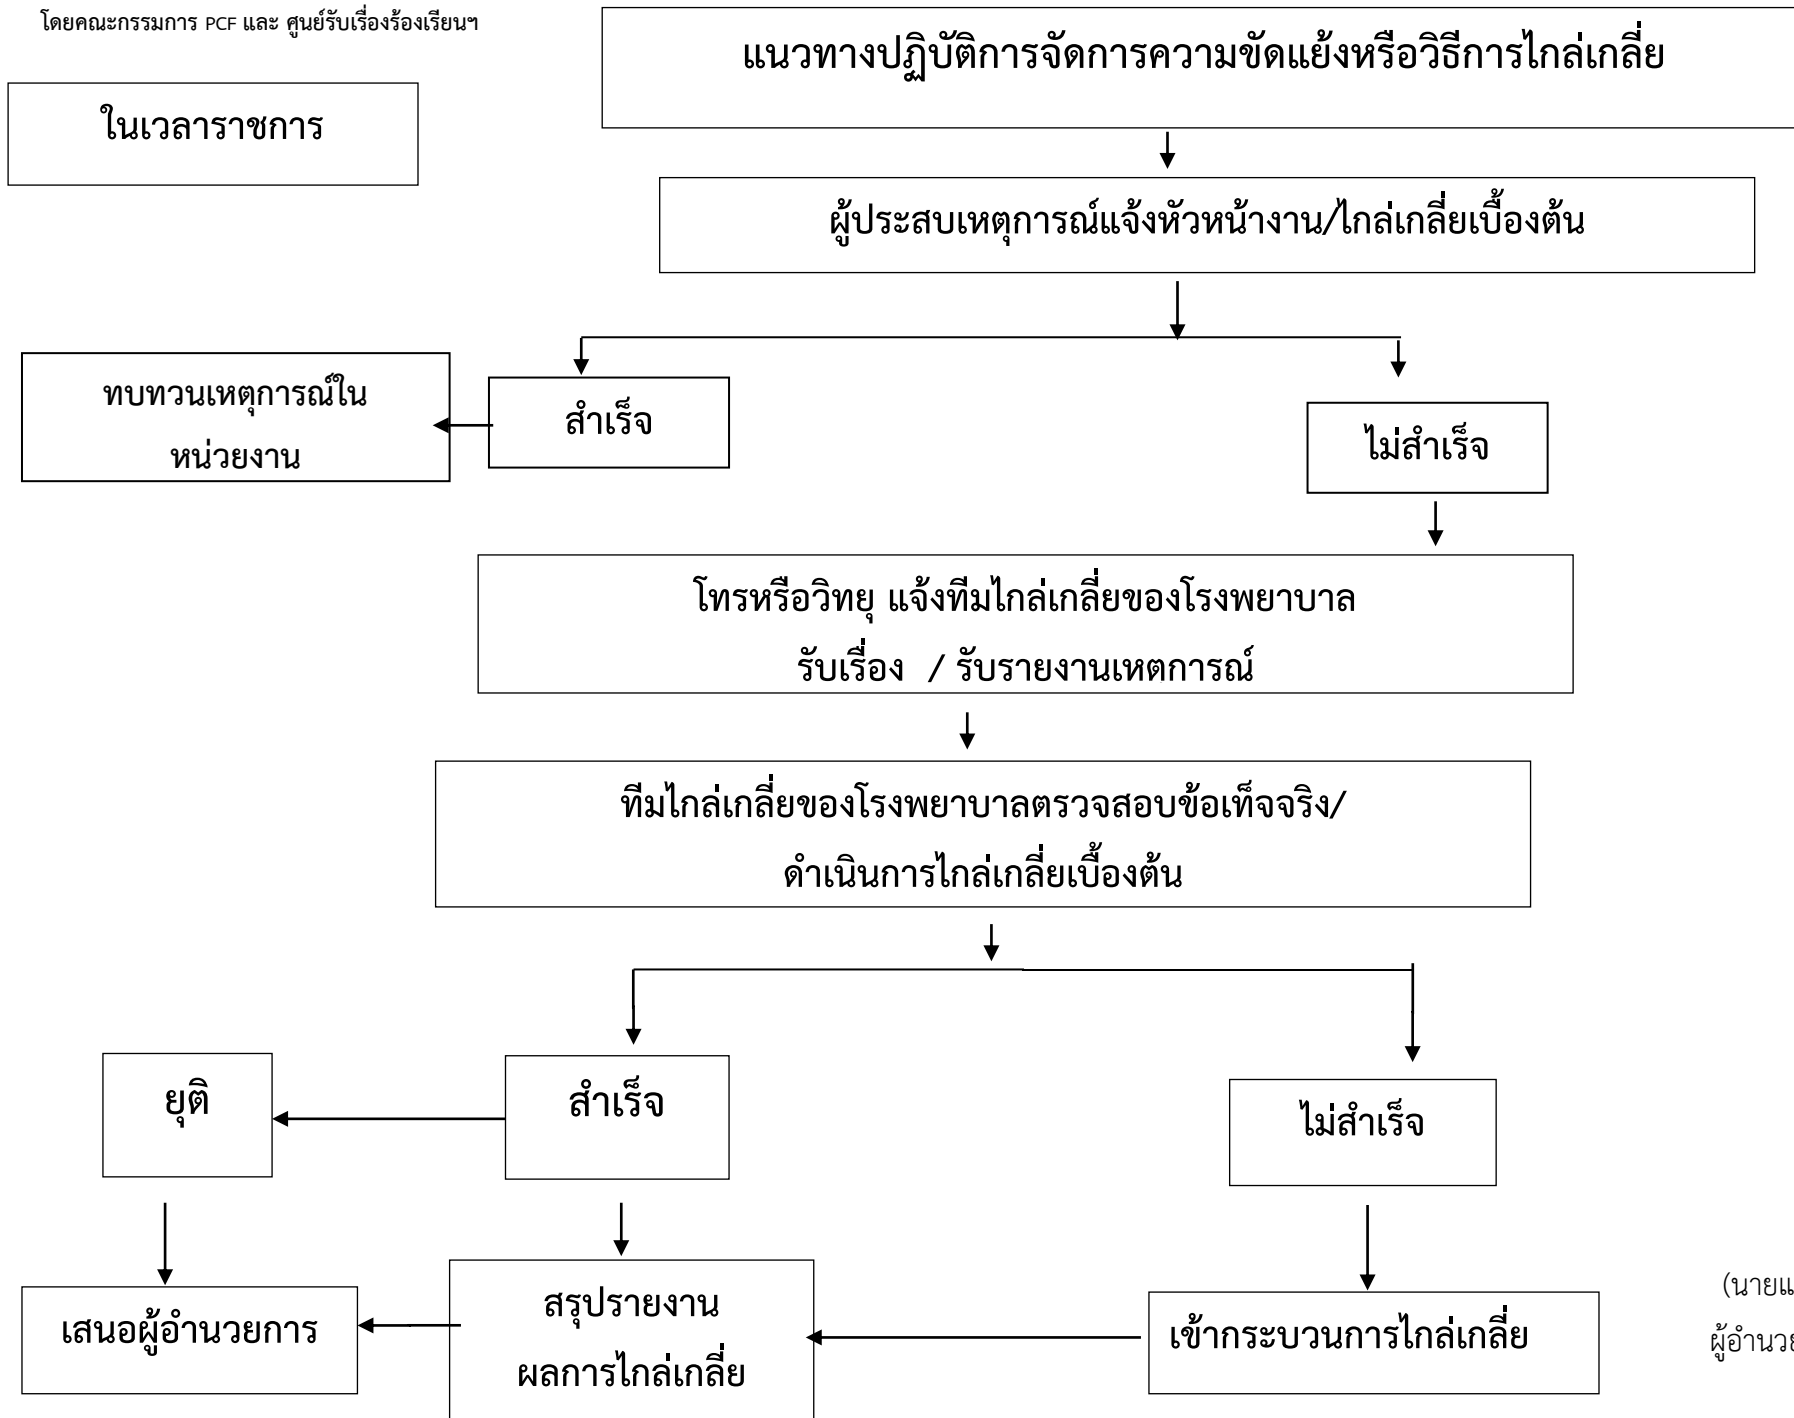 โดยคณะกรรมการ PCF และ ศูนย์รับเรื่องร้องเรียนฯ
แนวทางปฏิบัติการจัดการความขัดแย้งหรือวิธีการไกล่เกลี่ย
ในเวลาราชการ
ผู้ประสบเหตุการณ์แจ้งหัวหน้างาน/ไกล่เกลี่ยเบื้องต้น
ทบทวนเหตุการณ์ใน
หน่วยงาน
สำเร็จ
ไม่สำเร็จ
โทรหรือวิทยุ แจ้งทีมไกล่เกลี่ยของโรงพยาบาล
รับเรื่อง / รับรายงานเหตการณ์
ทีมไกล่เกลี่ยของโรงพยาบาลตรวจสอบข้อเท็จจริง/
ดำเนินการไกล่เกลี่ยเบื้องต้น
ยุติ
สำเร็จ
ไม่สำเร็จ
เสนอผู้อำนวยการ
สรุปรายงาน
ผลการไกล่เกลี่ย
เข้ากระบวนการไกล่เกลี่ย
(นายแ
ผู้อำนวย